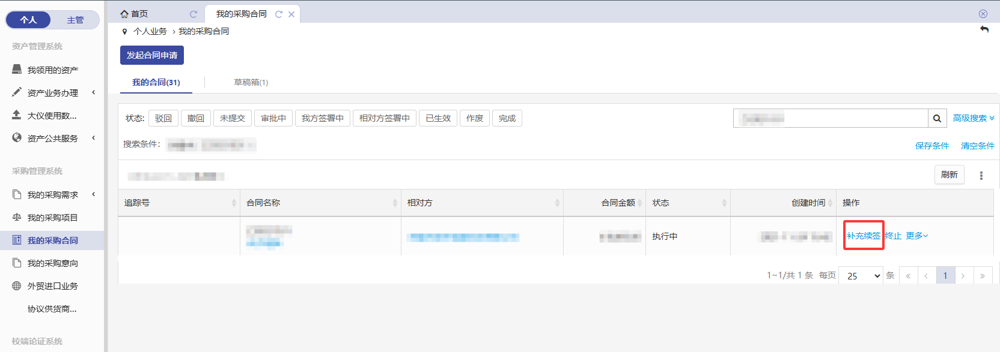 个人 主管
资产管理系统
我领用的资产
资产业务办理
大仪使用数...
资产公共服务
采购管理系统
我的采购需求
我的采购项目
我的采购合同
我的采购意向
外贸进口业务
协议供货商...
校端论证系统
首页 我的采购合同
个人业务 > 我的采购合同
发起合同申请
我的合同(31) 草稿箱(1)
状态: 驳回 撤回 未提交 审批中 我方签署中 相对方签署中 已生效 作废 完成 高级搜索
搜索条件: 保存条件 清空条件
刷新
追踪号 合同名称 相对方 合同金额 状态 创建时间 操作
执行中 补充续签 终止 更多
1~1/共 1 条 每页 25 条 « ‹ 1 › »